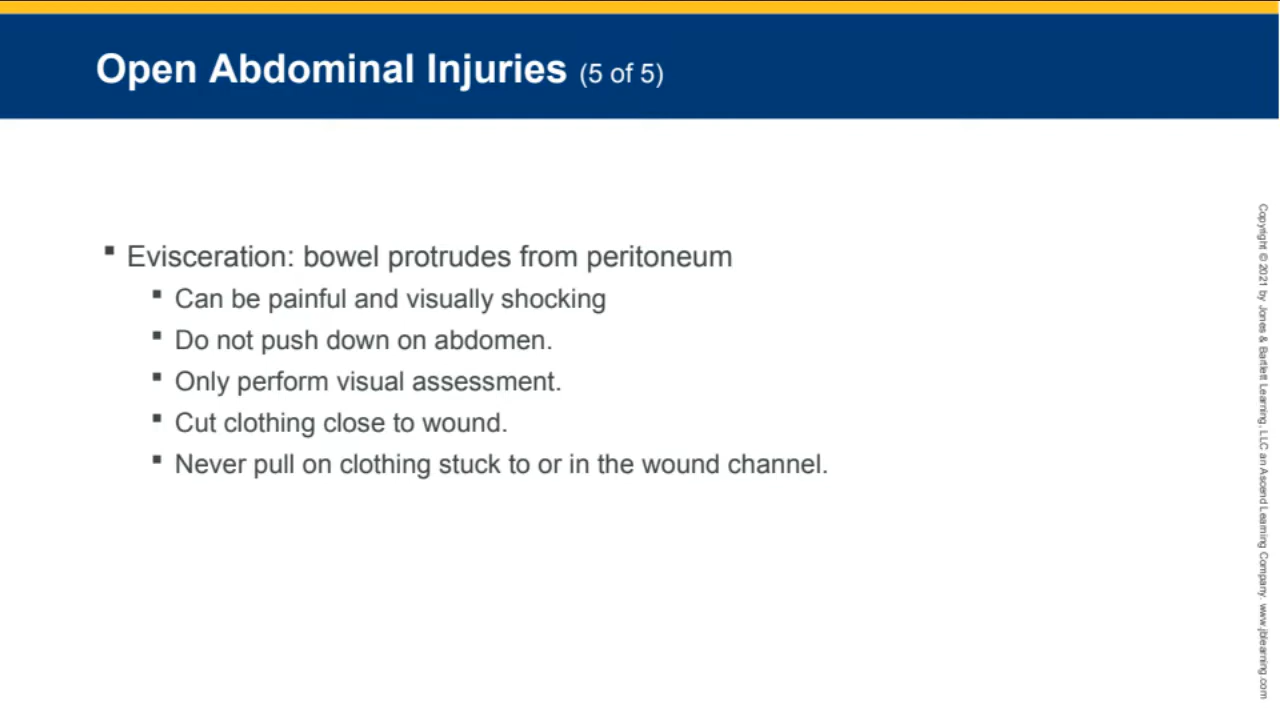 Open Abdominal Injuries (5 of 5)
▪ Evisceration: bowel protrudes from peritoneum
▪ Can be painful and visually shocking
▪ Do not push down on abdomen.
▪ Only perform visual assessment.
▪ Cut clothing close to wound.
▪ Never pull on clothing stuck to or in the wound channel.
Copyright © 2021 by Jones & Bartlett Learning, LLC an Ascend Learning Company. www.jblearning.com